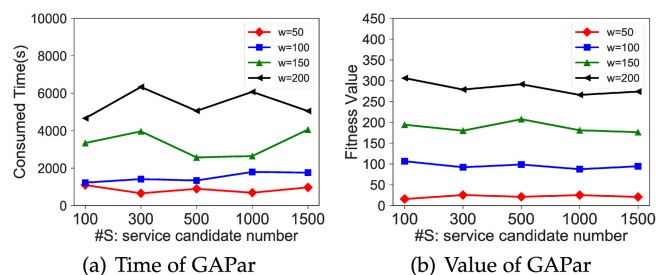 10000
8000
6000
4000
2000
0
Consumed Time(s)
w=50
w=100
w=150
w=200
100 300 500 1000 1500
#S: service candidate number
(a) Time of GAPar
450
400
350
300
250
200
150
100
50
0
Fitness Value
w=50
w=100
w=150
w=200
100 300 500 1000 1500
#S: service candidate number
(b) Value of GAPar